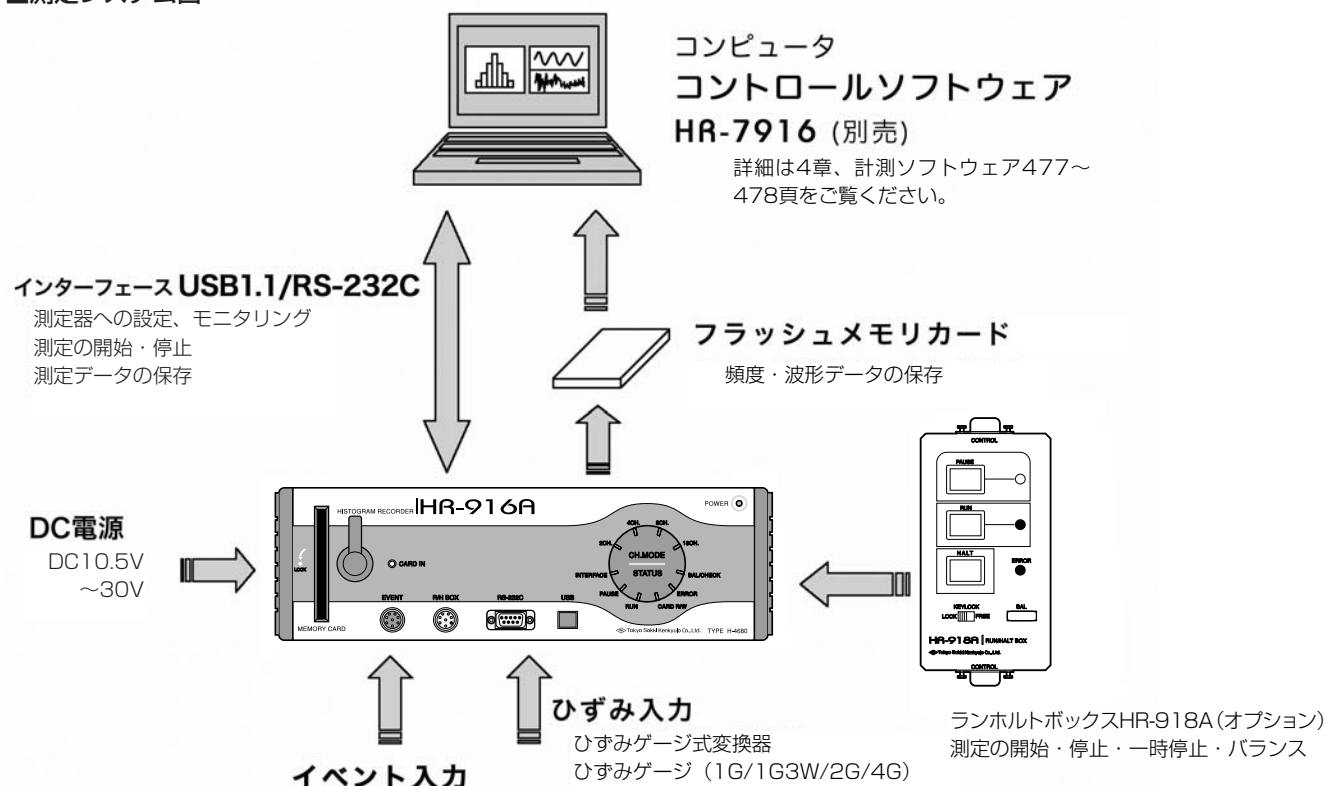 ■測定システム図
コンピュータ
コントロールソフトウェア
HR-7916 (別売)
詳細は4章、計測ソフトウェア477～
478頁をご覧ください。
インターフェース USB1.1/RS-232C
測定器への設定、モニタリング
測定の開始・停止
測定データの保存
フラッシュメモリカード
頻度・波形データの保存
DC電源
DC10.5V
～30V
HISTOGRAM RECORDER HR-916A
POWER
LOCK
CARD IN
MEMORY CARD
EVENT
R/H BOX
RS-232C
USB
2CH.
4CH.
8CH.
16CH.
CH.MODE
STATUS
INTERFACE
BAL/CHECK
PAUSE
ERROR
RUN
CARD R/W
Tokyo Sokki Kenkyujo Co.,Ltd. TYPE H-4680
CONTROL
PAUSE
RUN
HALT
ERROR
KEYLOCK
LOCK FREE
BAL
HR-918A RUN/HALT BOX
Tokyo Sokki Kenkyujo Co.,Ltd.
CONTROL
ランホルトボックスHR-918A(オプション)
測定の開始・停止・一時停止・バランス
ひずみ入力
ひずみゲージ式変換器
ひずみゲージ（1G/1G3W/2G/4G）
イベント入力